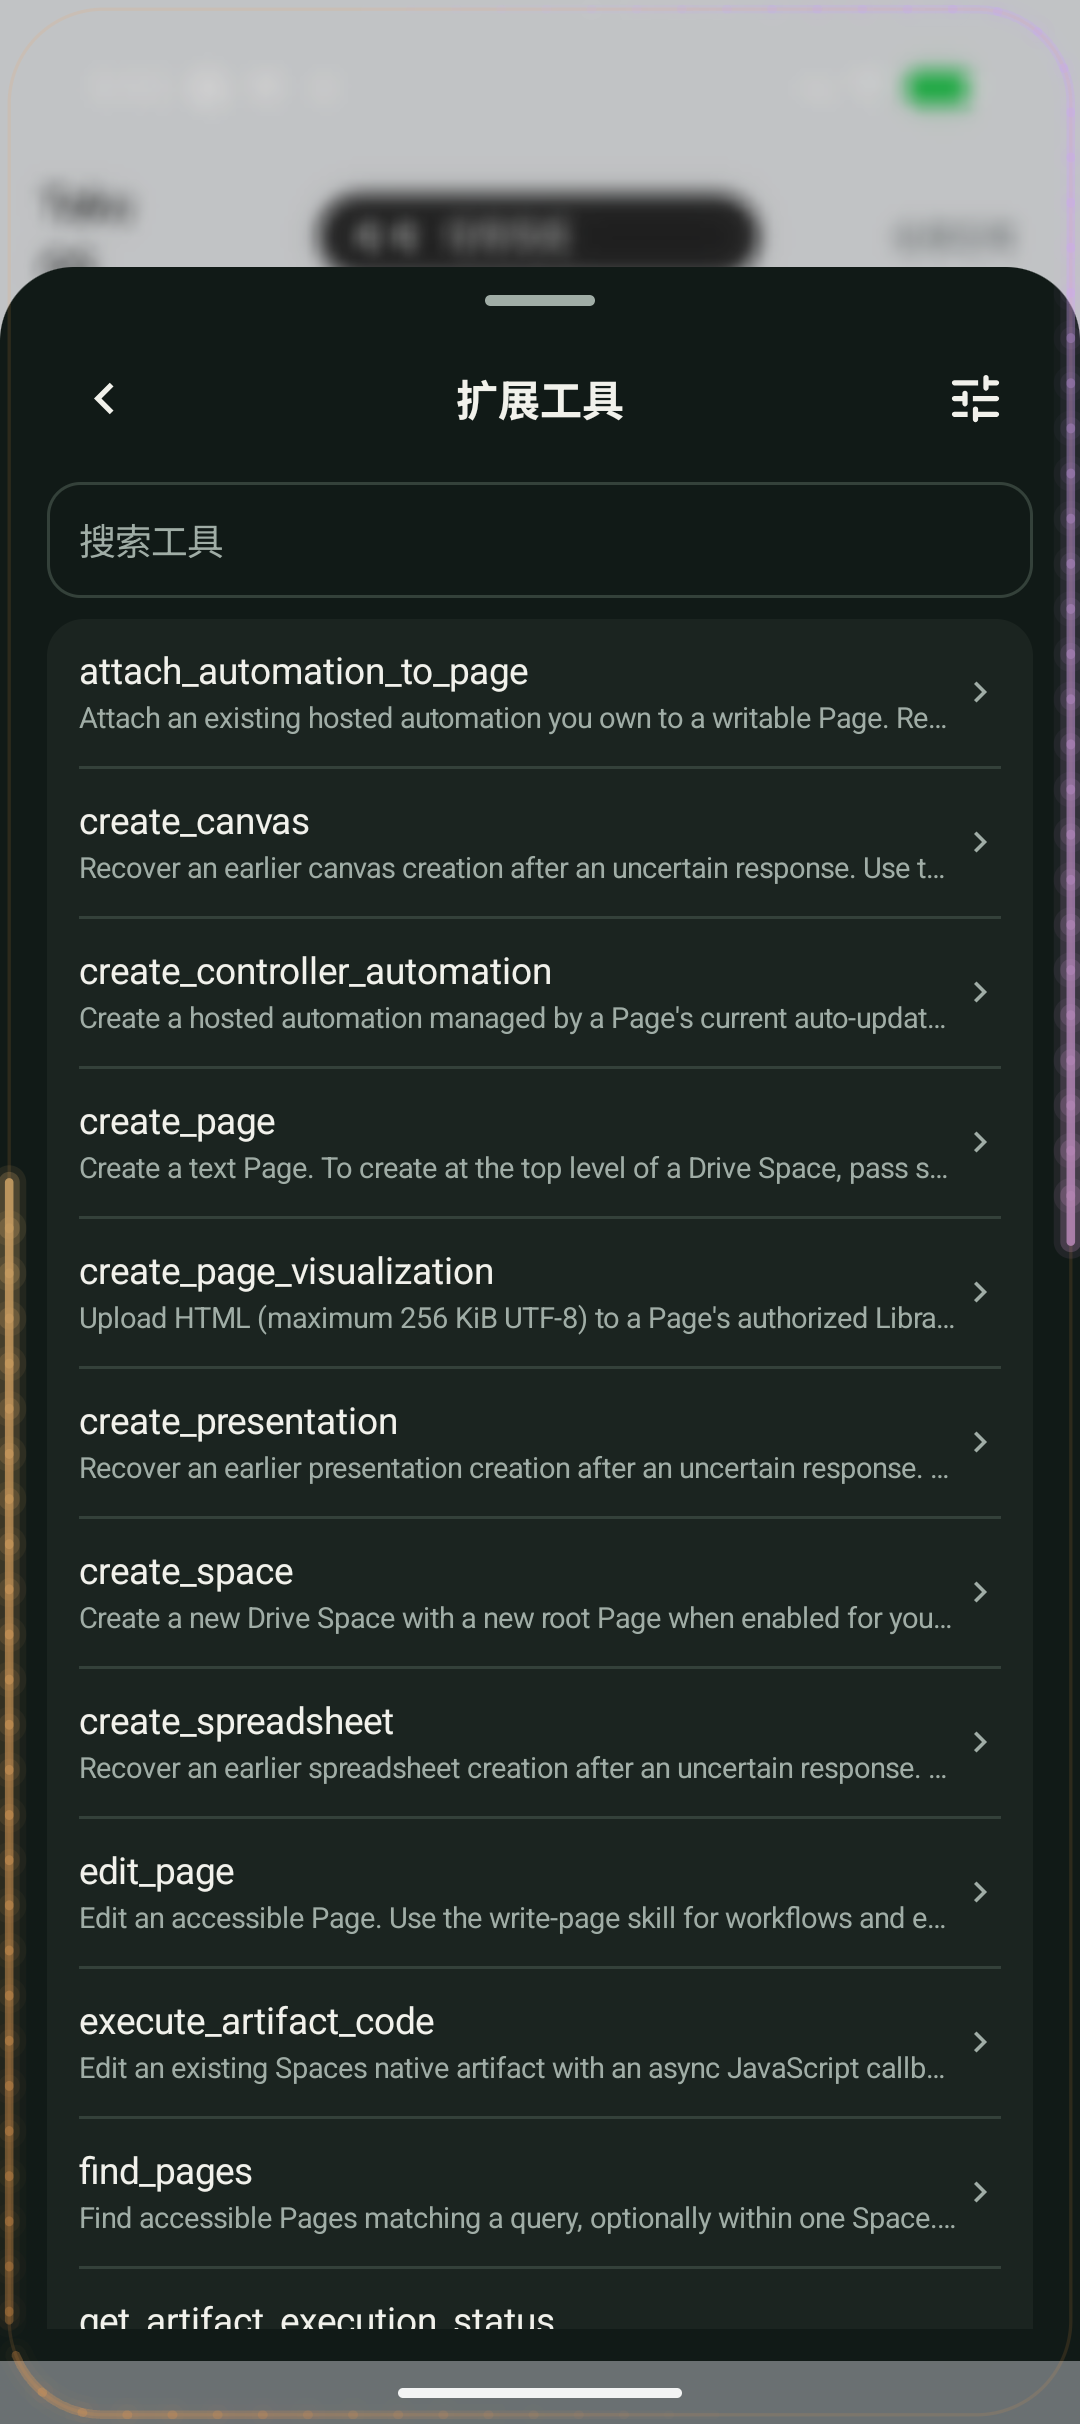 扩展工具
搜索工具
attach_automation_to_page
Attach an existing hosted automation you own to a writable Page. Re...
create_canvas
Recover an earlier canvas creation after an uncertain response. Use t...
create_controller_automation
Create a hosted automation managed by a Page's current auto-updat...
create_page
Create a text Page. To create at the top level of a Drive Space, pass s...
create_page_visualization
Upload HTML (maximum 256 KiB UTF-8) to a Page's authorized Libra...
create_presentation
Recover an earlier presentation creation after an uncertain response. ...
create_space
Create a new Drive Space with a new root Page when enabled for you...
create_spreadsheet
Recover an earlier spreadsheet creation after an uncertain response. ...
edit_page
Edit an accessible Page. Use the write-page skill for workflows and e...
execute_artifact_code
Edit an existing Spaces native artifact with an async JavaScript callb...
find_pages
Find accessible Pages matching a query, optionally within one Space....
get_artifact_execution_status